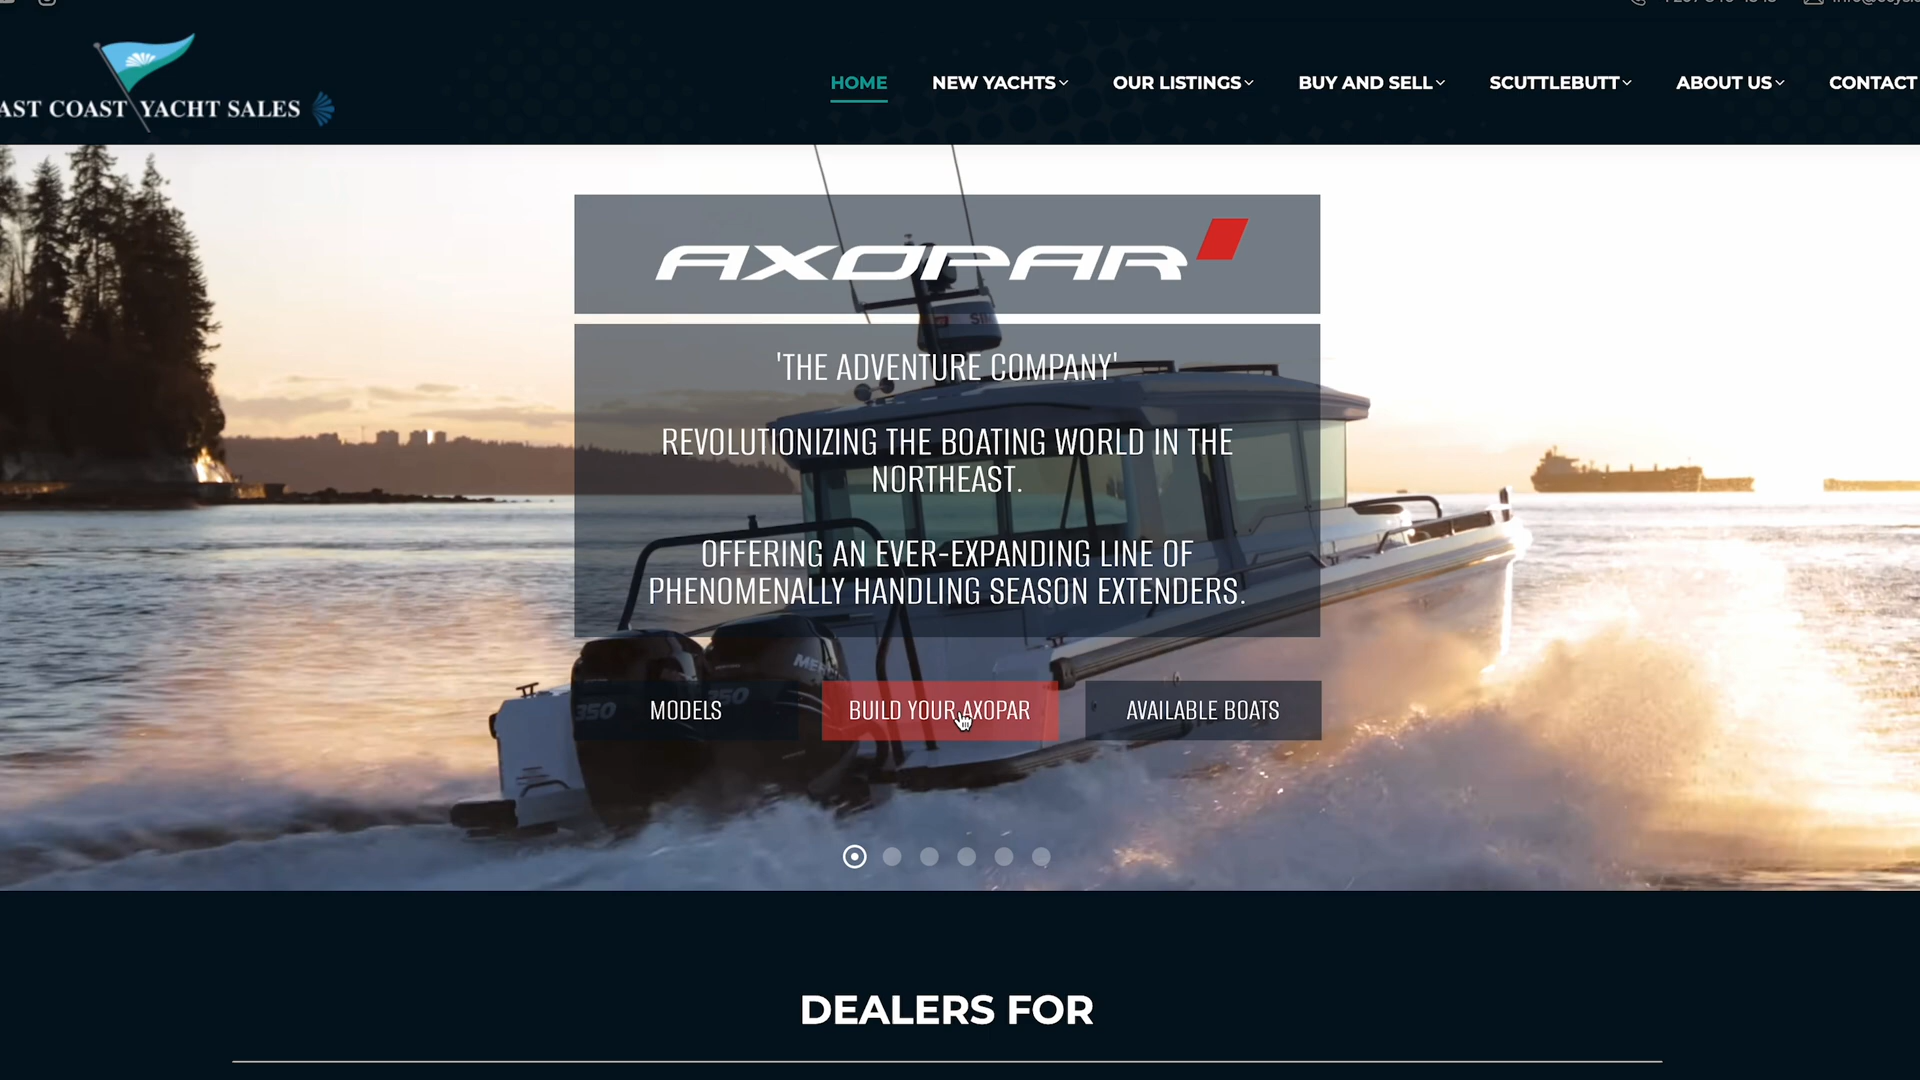 AST COAST YACHT SALES
HOME
NEW YACHTS
OUR LISTINGS
BUY AND SELL
SCUTTLEBUTT
ABOUT US
CONTACT
AXOPAR
'THE ADVENTURE COMPANY'
REVOLUTIONIZING THE BOATING WORLD IN THE
NORTHEAST.
OFFERING AN EVER-EXPANDING LINE OF
PHENOMENALLY HANDLING SEASON EXTENDERS.
350
350
MODELS
BUILD YOUR AXOPAR
AVAILABLE BOATS
DEALERS FOR